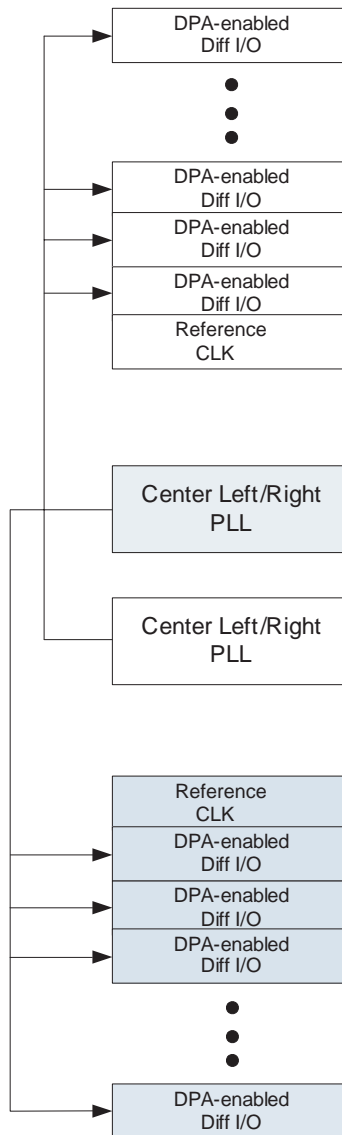 DPA-enabled
Diff I/O
DPA-enabled
Diff I/O
DPA-enabled
Diff I/O
DPA-enabled
Diff I/O
Reference
CLK
Center Left/Right
PLL
Center Left/Right
PLL
Reference
CLK
DPA-enabled
Diff I/O
DPA-enabled
Diff I/O
DPA-enabled
Diff I/O
DPA-enabled
Diff I/O